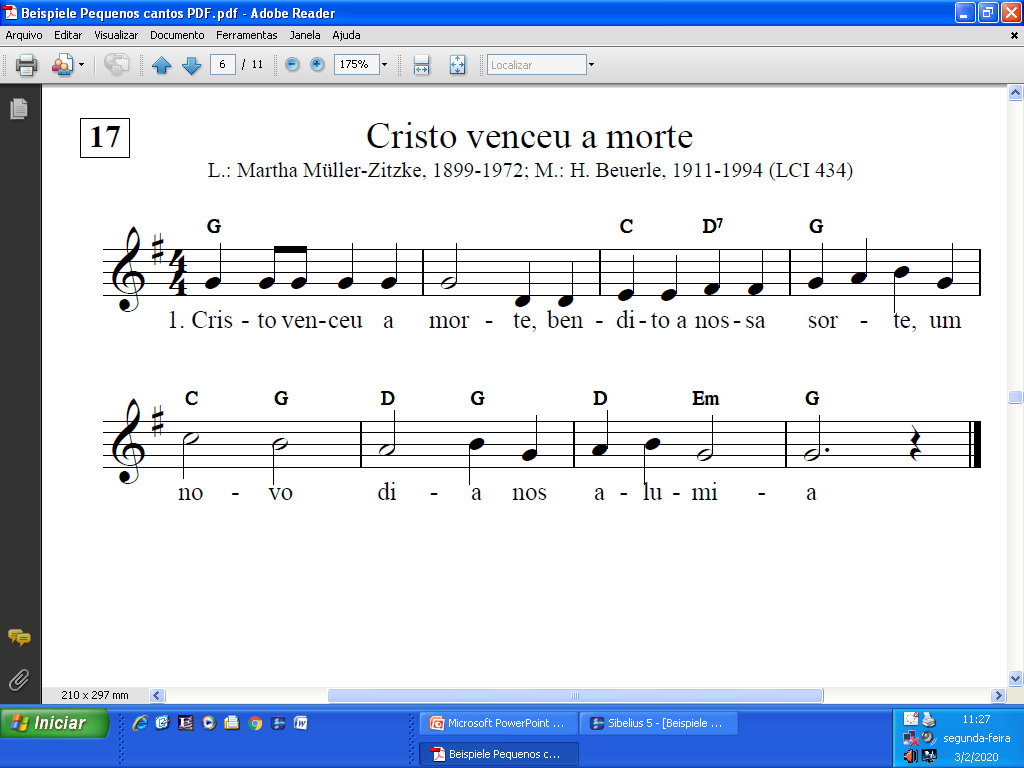 Beispiele Pequenos cantos PDF.pdf - Adobe Reader
Arquivo Editar Visualizar Documento Ferramentas Janela Ajuda
6 / 11 175% Localizar
17 Cristo venceu a morte
L.: Martha Müller-Zitzke, 1899-1972; M.: H. Beuerle, 1911-1994 (LCI 434)
G C D7 G
4
4
1. Cris - to ven-ceu a mor - te, ben - di-to a nos-sa sor - te, um
C G D G D Em G
no - vo di - a nos a - lu - mi - a
210 x 297 mm
Iniciar Microsoft PowerPoint ... Sibelius 5 - [Beispiele ... 11:27
segunda-feira
Beispiele Pequenos c... 3/2/2020